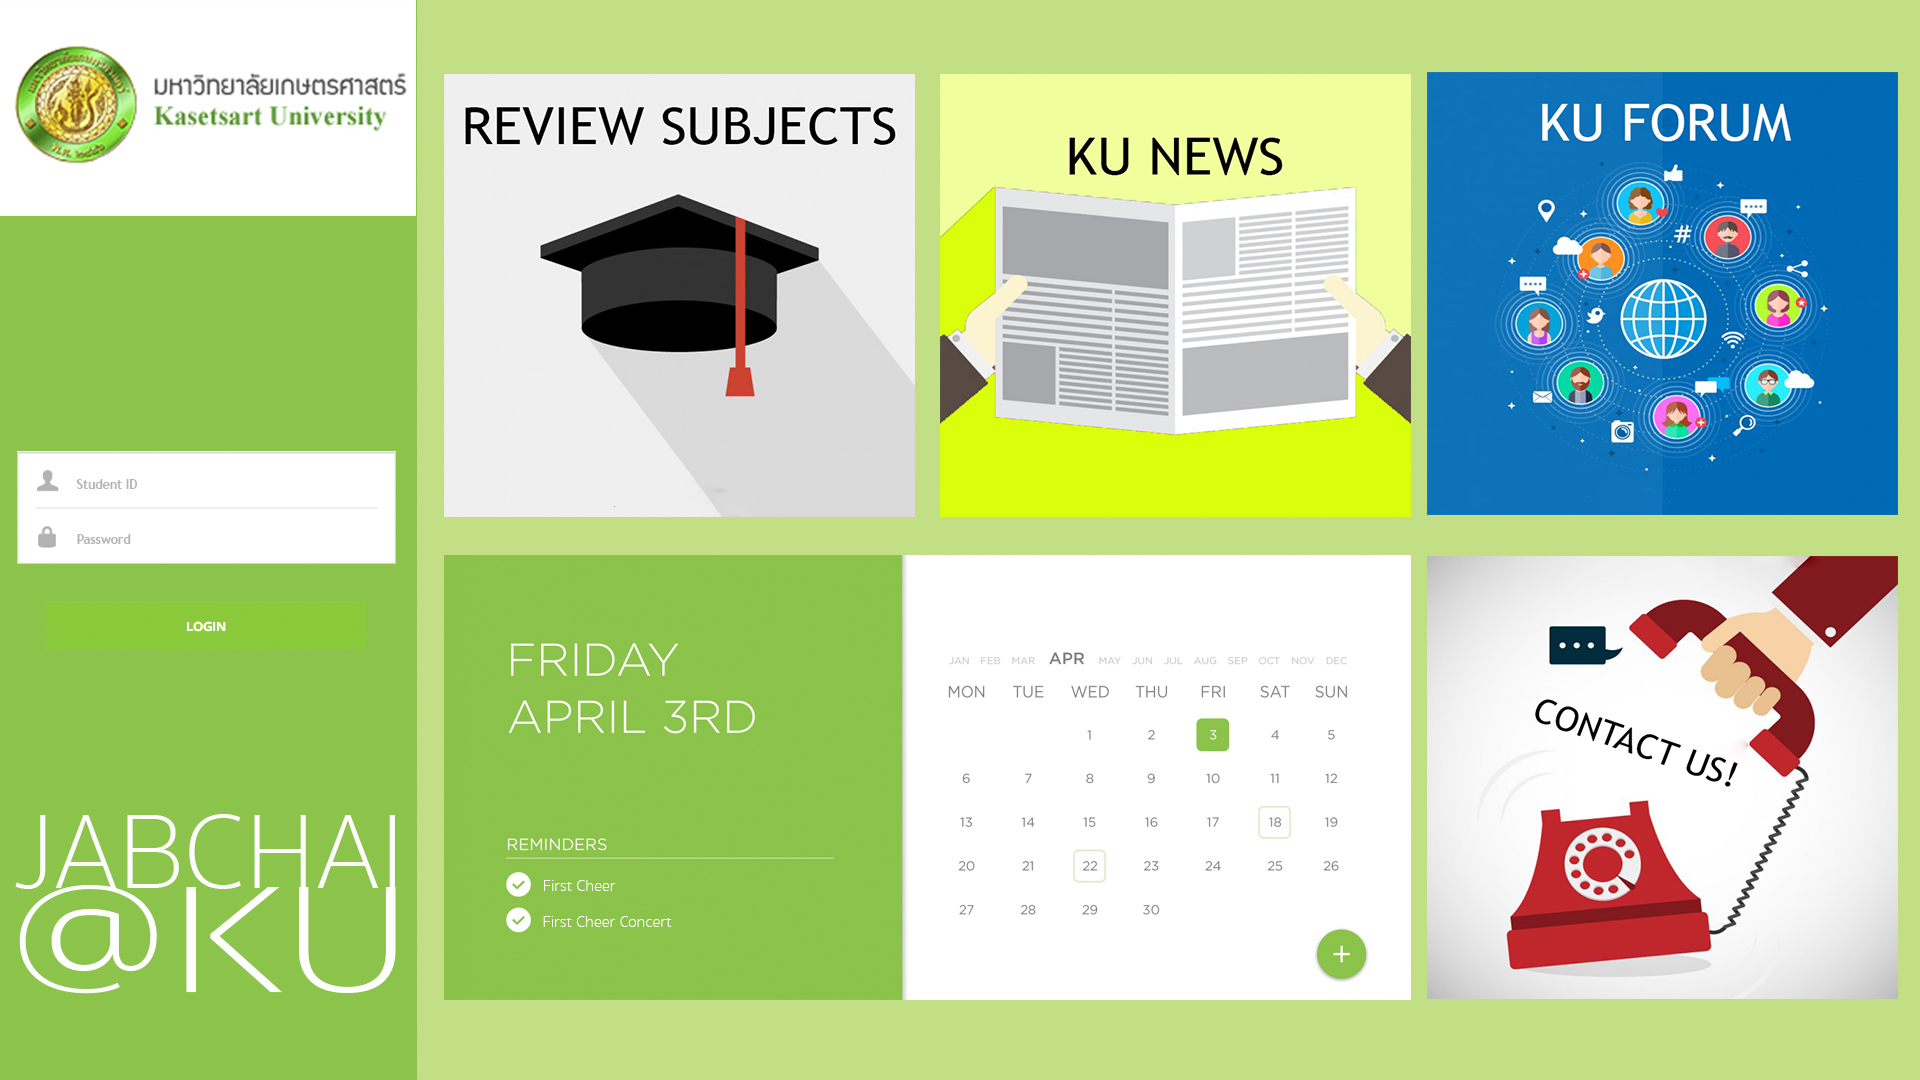 มหาวิทยาลัยเกษตรศาสตร์
Kasetsart University
Student ID
Password
LOGIN
JABCHAI
@KU
REVIEW SUBJECTS
KU NEWS
KU FORUM
#
FRIDAY
APRIL 3RD
REMINDERS
First Cheer
First Cheer Concert
JAN FEB MAR APR MAY JUN JUL AUG SEP OCT NOV DEC
MON TUE WED THU FRI SAT SUN
1 2 3 4 5
6 7 8 9 10 11 12
13 14 15 16 17 18 19
20 21 22 23 24 25 26
27 28 29 30
+
CONTACT US!